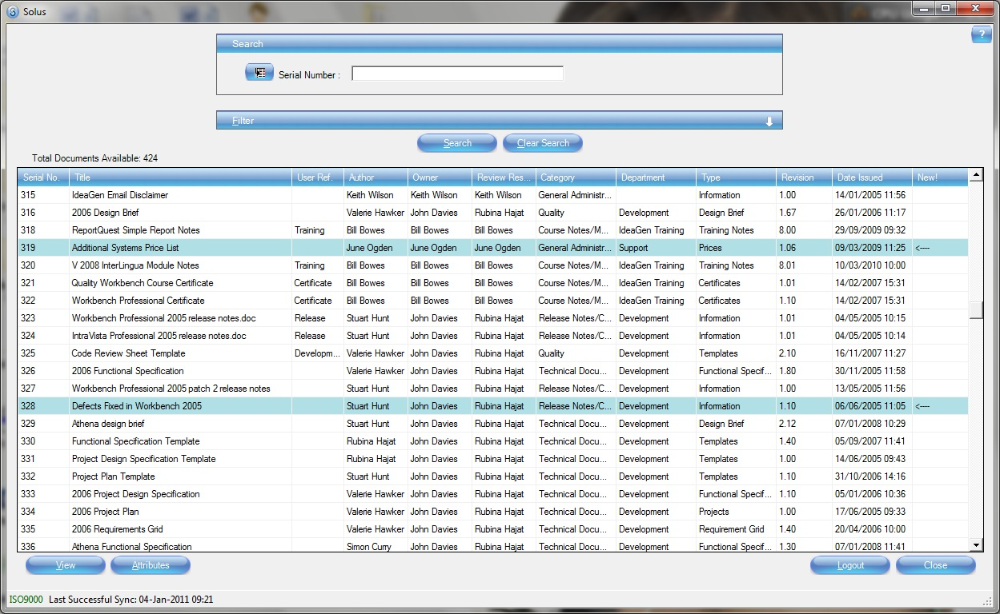 Solus
?
Search
Serial Number :
Filter
Search Clear Search
Total Documents Available: 424
Serial No. Title User Ref. Author Owner Review Res... Category Department Type Revision Date Issued New!
315 IdeaGen Email Disclaimer Keith Wilson Keith Wilson Keith Wilson General Administr... Information 1.00 14/01/2005 11:56
316 2006 Design Brief Valerie Hawker John Davies Rubina Hajat Quality Development Design Brief 1.67 26/01/2006 11:17
318 ReportQuest Simple Report Notes Training Bill Bowes Bill Bowes Bill Bowes Course Notes/M... IdeaGen Training Training Notes 8.00 29/09/2009 09:32
319 Additional Systems Price List June Ogden June Ogden June Ogden General Administr... Support Prices 1.06 09/03/2009 11:25 <----
320 V 2008 InterLingua Module Notes Training Bill Bowes Bill Bowes Bill Bowes Course Notes/M... IdeaGen Training Training Notes 8.01 10/03/2010 10:00
321 Quality Workbench Course Certificate Certificate Bill Bowes Bill Bowes Bill Bowes Course Notes/M... IdeaGen Training Certificates 1.01 14/02/2007 15:31
322 Workbench Professional Certificate Certificate Bill Bowes Bill Bowes Bill Bowes Course Notes/M... IdeaGen Training Certificates 1.10 14/02/2007 15:31
323 Workbench Professional 2005 release notes.doc Release Stuart Hunt John Davies Rubina Hajat Release Notes/C... Development Information 1.01 04/05/2005 10:15
324 IntraVista Professional 2005 release notes.doc Release Stuart Hunt John Davies Rubina Hajat Release Notes/C... Development Information 1.01 04/05/2005 10:14
325 Code Review Sheet Template Developm... Valerie Hawker John Davies Rubina Hajat Quality Development Templates 2.10 16/11/2007 11:27
326 2006 Functional Specification Valerie Hawker John Davies Rubina Hajat Technical Docu... Development Functional Specif... 1.80 30/11/2005 11:58
327 Workbench Professional 2005 patch 2 release notes Stuart Hunt John Davies Rubina Hajat Release Notes/C... Development Information 1.00 13/05/2005 11:56
328 Defects Fixed in Workbench 2005 Stuart Hunt John Davies Rubina Hajat Release Notes/C... Development Information 1.10 06/06/2005 11:05 <----
329 Athena design brief Stuart Hunt John Davies Rubina Hajat Technical Docu... Development Design Brief 2.12 07/01/2008 10:29
330 Functional Specification Template Rubina Hajat John Davies Rubina Hajat Technical Docu... Development Templates 1.40 05/09/2007 11:41
331 Project Design Specification Template Rubina Hajat John Davies Rubina Hajat Technical Docu... Development Templates 1.00 14/06/2005 09:43
332 Project Plan Template Stuart Hunt John Davies Rubina Hajat Technical Docu... Development Templates 1.10 31/10/2006 14:16
333 2006 Project Design Specification Valerie Hawker John Davies Rubina Hajat Technical Docu... Development Functional Specif... 1.10 05/01/2006 10:36
334 2006 Project Plan Valerie Hawker John Davies Rubina Hajat Technical Docu... Development Projects 1.00 17/06/2005 09:33
335 2006 Requirements Grid Valerie Hawker John Davies Rubina Hajat Technical Docu... Development Requirement Grid 1.40 20/04/2006 10:00
336 Athena Functional Specification Simon Curry John Davies Rubina Hajat Technical Docu... Development Functional Specif... 1.30 07/01/2008 11:41
View Attributes Logout Close
ISO9000 Last Successful Sync: 04-Jan-2011 09:21